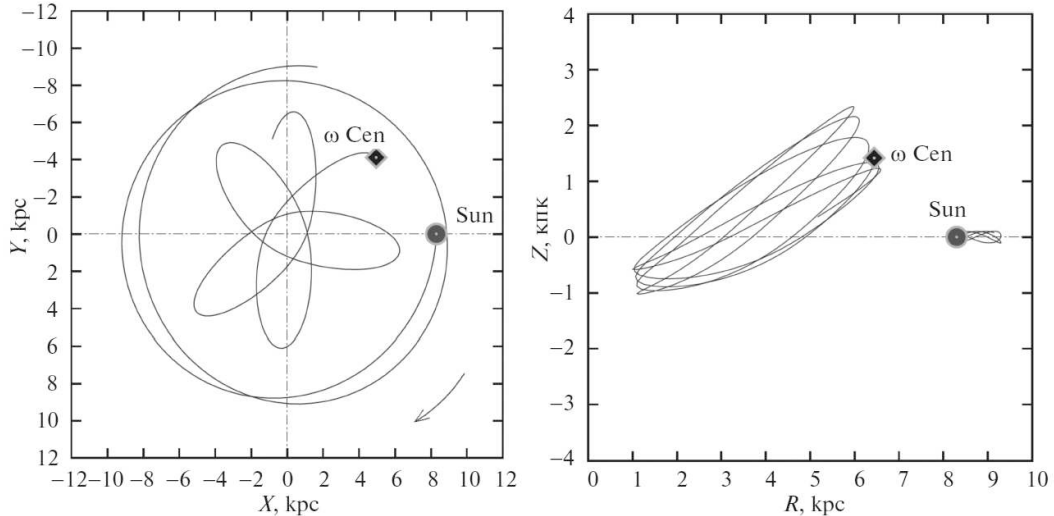 −12
−10
−8
−6
−4
−2
0
2
4
6
8
10
12
Y, kpc
ω Cen
Sun
−12−10−8 −6 −4 −2 0 2 4 6 8 10 12
X, kpc
4
3
2
1
0
−1
−2
−3
−4
Z, кпк
ω Cen
Sun
0 1 2 3 4 5 6 7 8 9 10
R, kpc